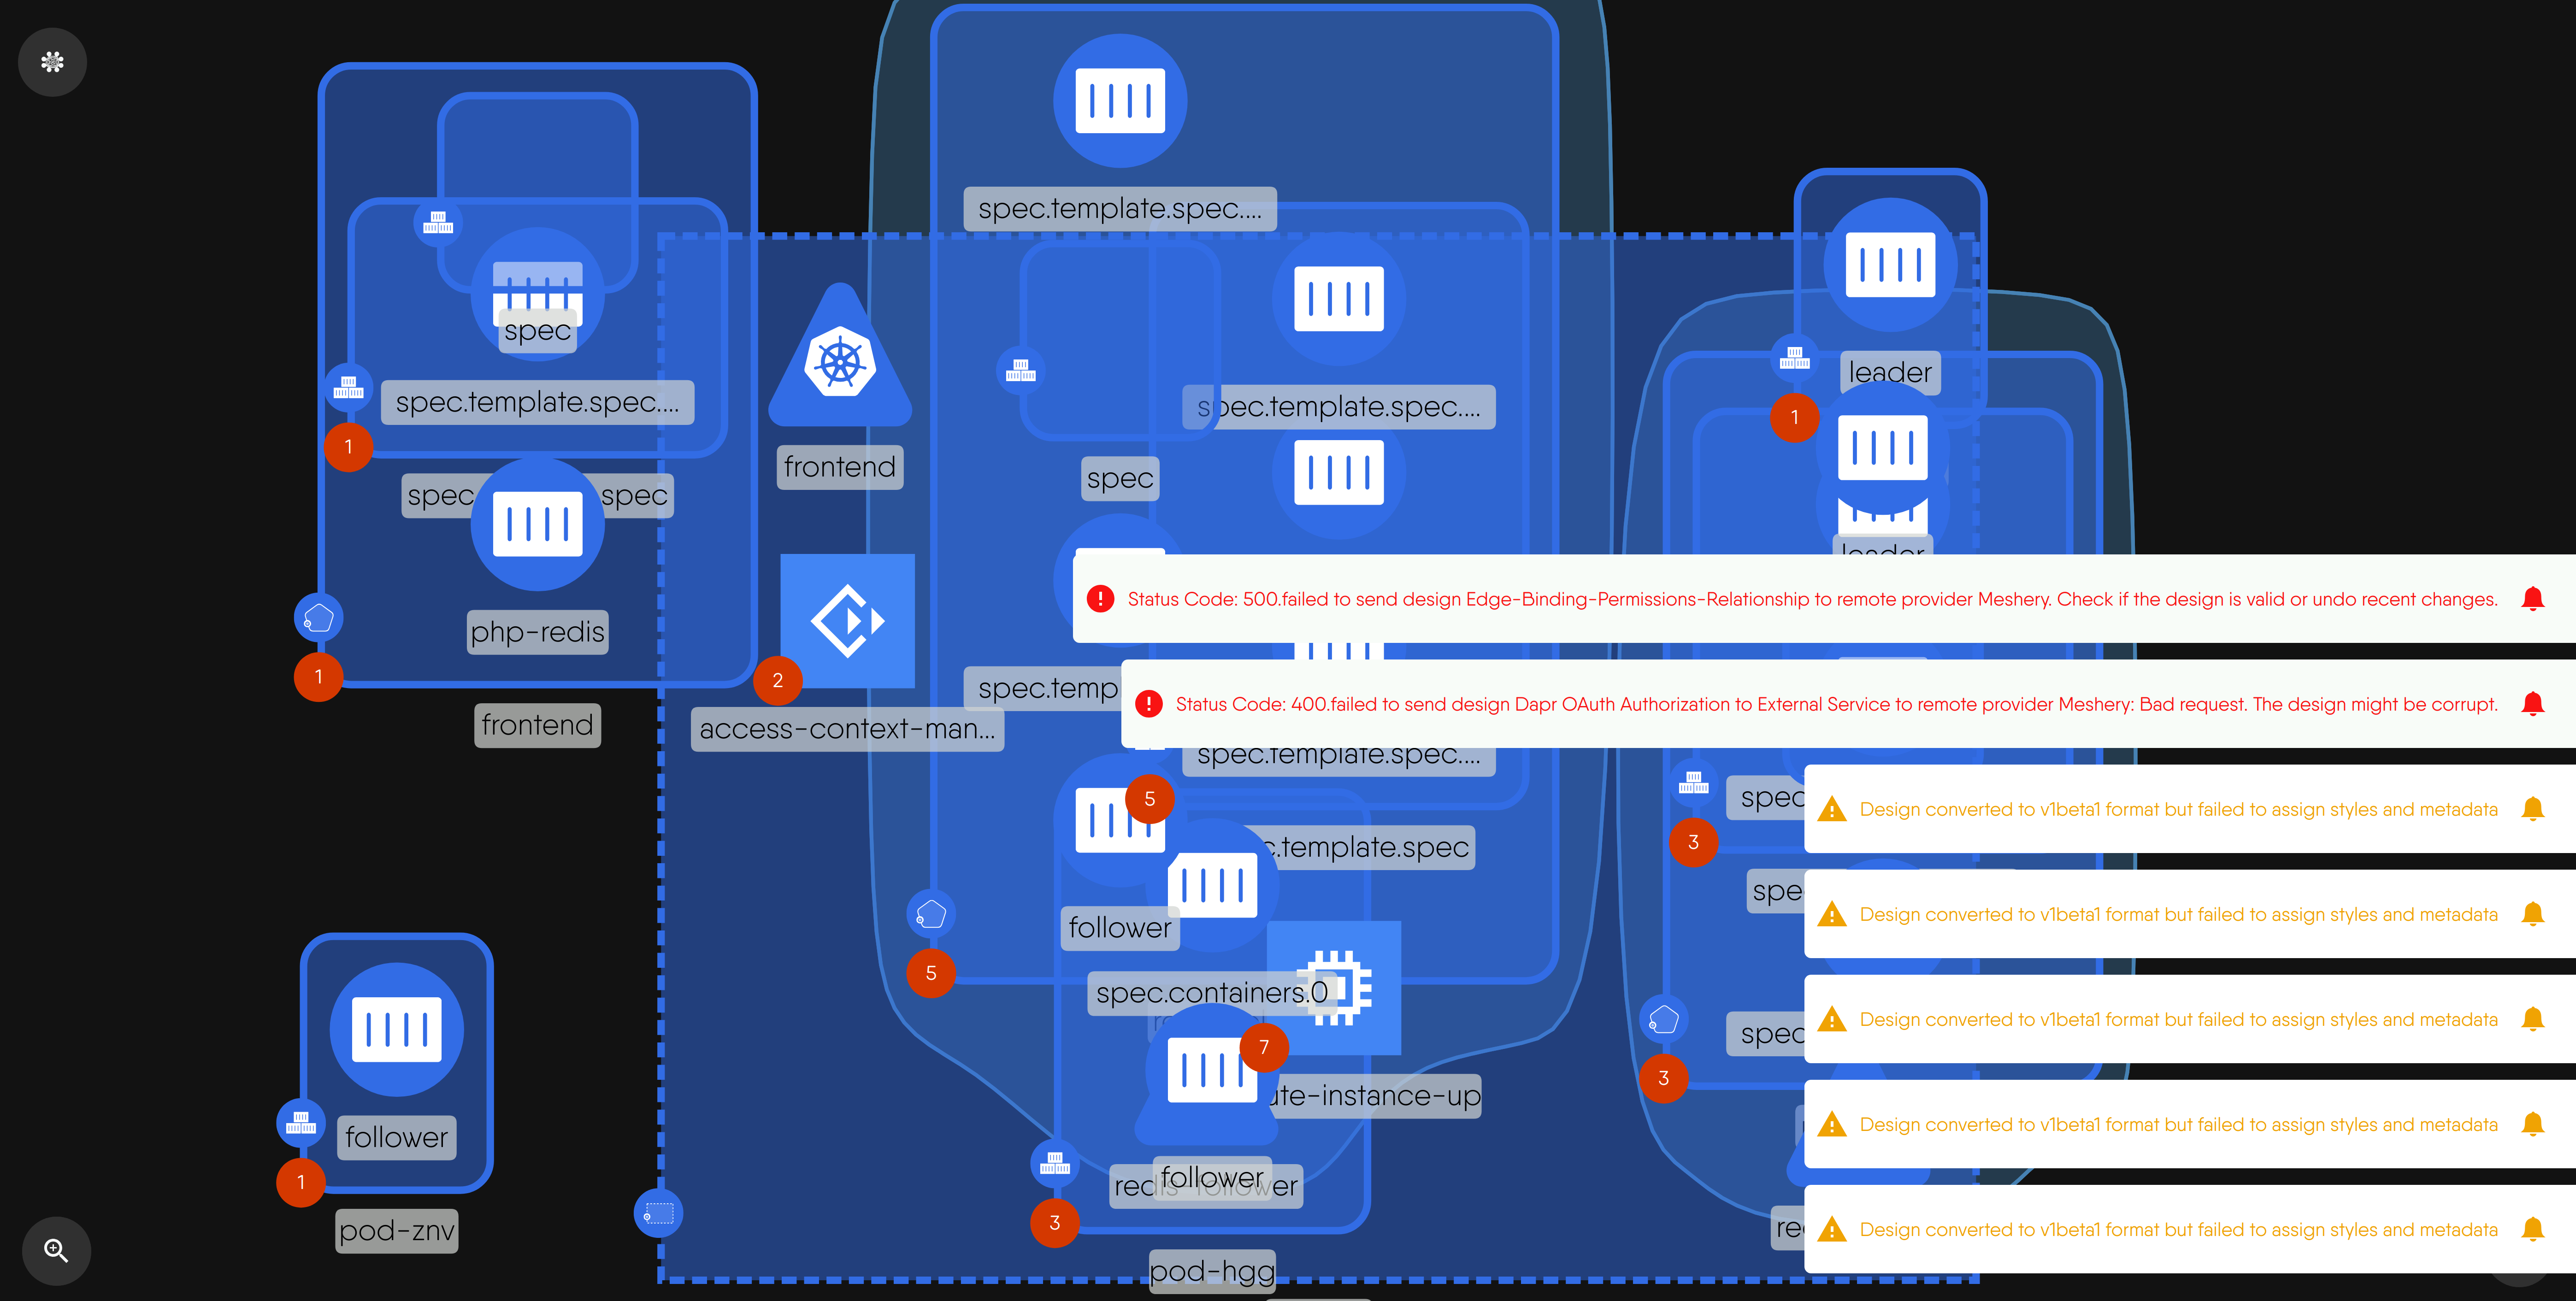 spec.template.spec....
spec
leader
spec.template.spec....
spec.template.spec....
1
1
frontend
spec
spec
spec
leader
Status Code: 500.failed to send design Edge-Binding-Permissions-Relationship to remote provider Meshery. Check if the design is valid or undo recent changes.
php-redis
1
2
spec.temp
Status Code: 400.failed to send design Dapr OAuth Authorization to External Service to remote provider Meshery: Bad request. The design might be corrupt.
frontend
access-context-man...
spec.template.spec....
5
spec
Design converted to v1beta1 format but failed to assign styles and metadata
3
c.template.spec
spe
follower
Design converted to v1beta1 format but failed to assign styles and metadata
5
spec.containers.0
spec
Design converted to v1beta1 format but failed to assign styles and metadata
7
3
ute-instance-up
follower
Design converted to v1beta1 format but failed to assign styles and metadata
1
follower
redis-follower
pod-znv
3
re
Design converted to v1beta1 format but failed to assign styles and metadata
pod-hgg